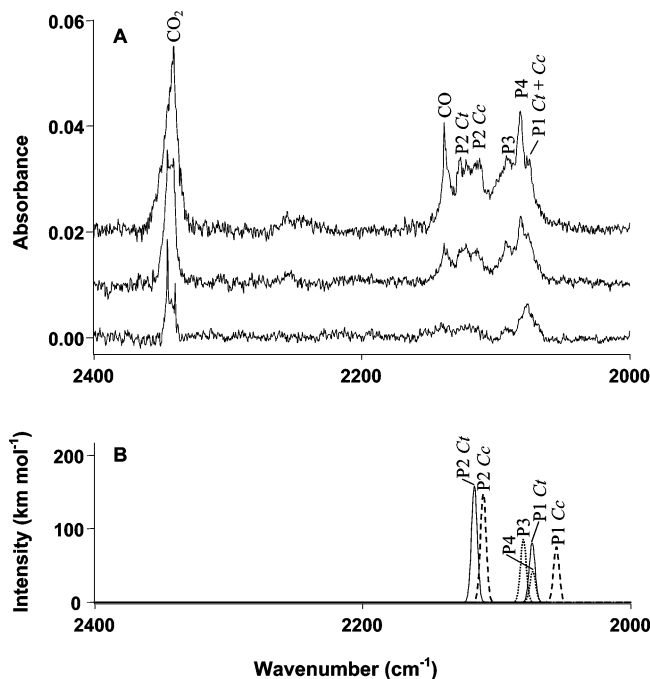 A
0.06
0.04
0.02
0.00
Absorbance
CO2
CO
P2 Ct
P2 Cc
P3
P4
P1 Ct + Cc
2400
2200
2000
B
200
100
0
Intensity (km mol-1)
P2 Ct
P2 Cc
P4
P3
P1 Ct
P1 Cc
2400
2200
2000
Wavenumber (cm-1)